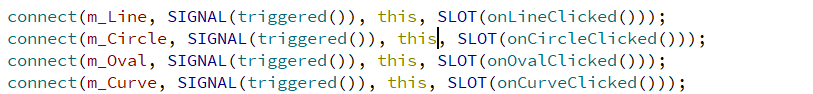 connect(m_Line, SIGNAL(triggered()), this, SLOT(onLineClicked()));
connect(m_Circle, SIGNAL(triggered()), this, SLOT(onCircleClicked()));
connect(m_Oval, SIGNAL(triggered()), this, SLOT(onOvalClicked()));
connect(m_Curve, SIGNAL(triggered()), this, SLOT(onCurveClicked()));